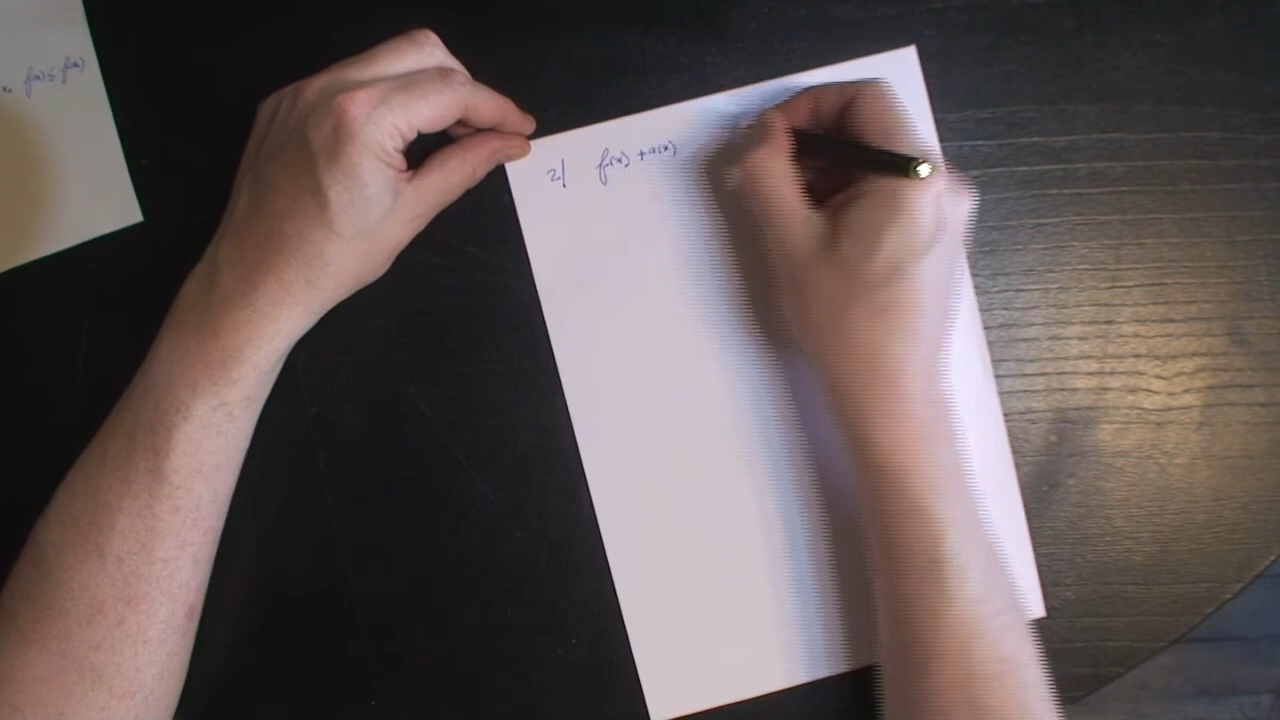 f(x) ≤ f(x)
2) f(x) + g(x)